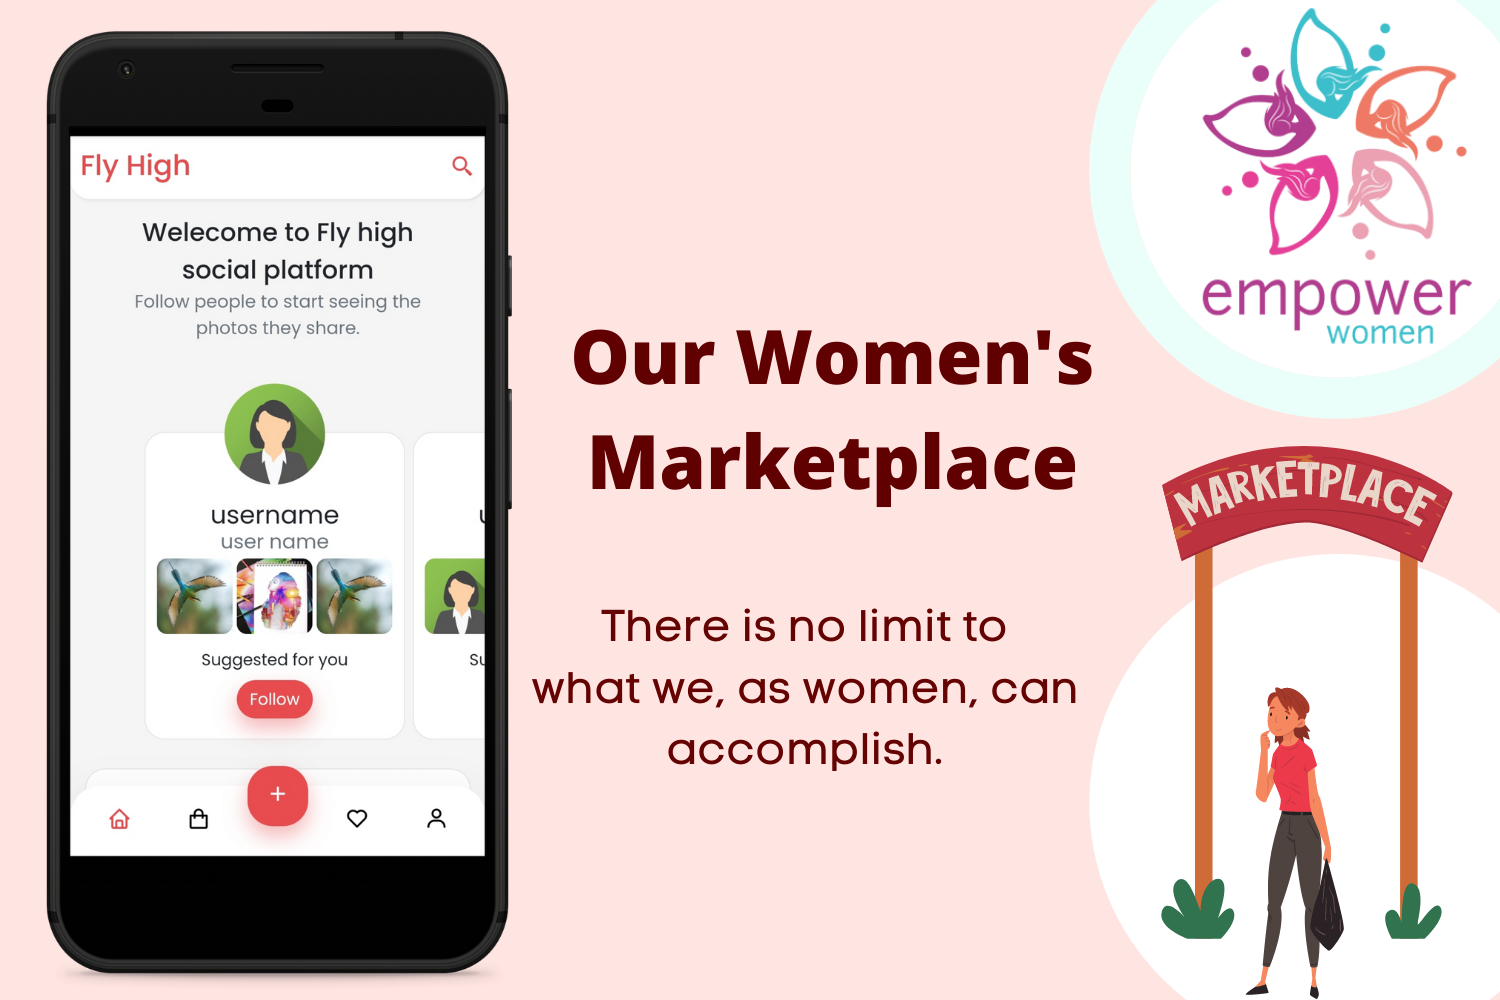 Fly High
Welecome to Fly high
social platform
Follow people to start seeing the
photos they share.
username
user name
Suggested for you
Follow
u
Su
Our Women's
Marketplace
There is no limit to
what we, as women, can
accomplish.
empower
women
MARKETPLACE